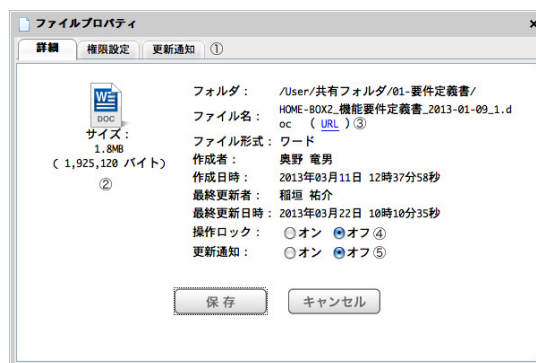 ファイルプロパティ ×
詳細 権限設定 更新通知 ①
W
DOC
サイズ：
1.8MB
( 1,925,120 バイト)
②
フォルダ： /User/共有フォルダ/01-要件定義書/
ファイル名： HOME-BOX2_機能要件定義書_2013-01-09_1.d
oc ( URL )③
ファイル形式： ワード
作成者： 奥野 竜男
作成日時： 2013年03月11日 12時37分58秒
最終更新者： 稲垣 祐介
最終更新日時： 2013年03月22日 10時10分35秒
操作ロック： オン オフ④
更新通知： オン オフ⑤
保存 キャンセル